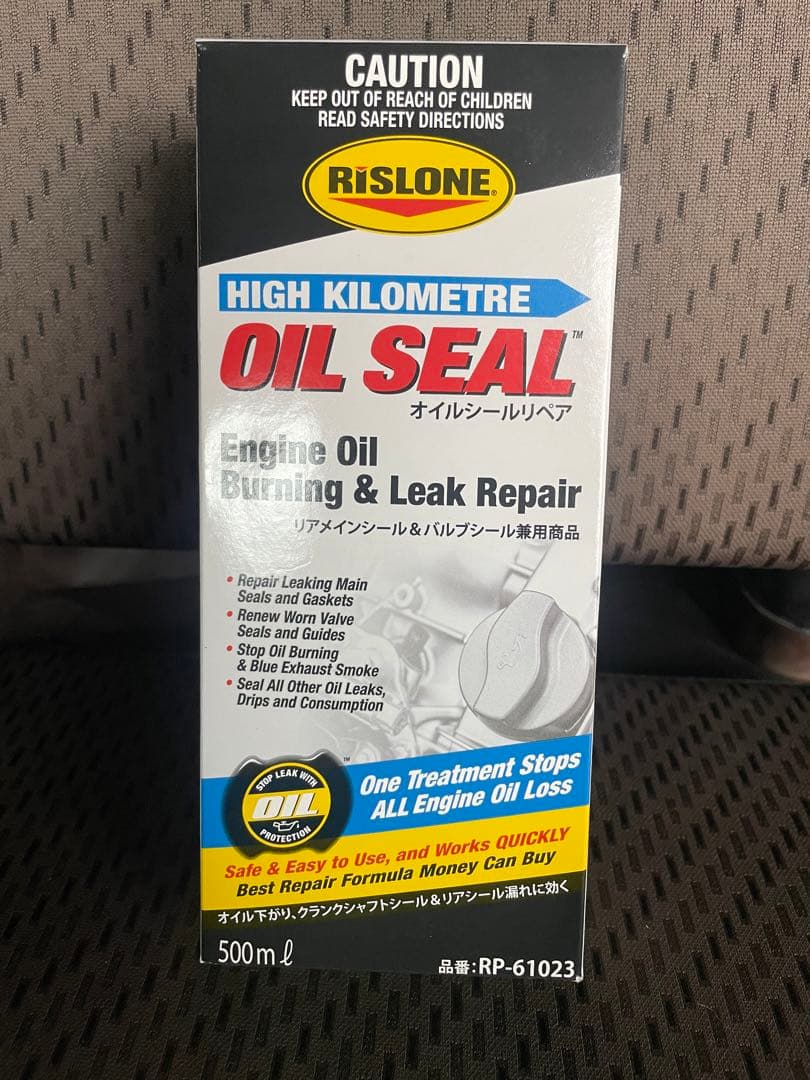 CAUTION
KEEP OUT OF REACH OF CHILDREN
READ SAFETY DIRECTIONS
RiSLONE®
HIGH KILOMETRE
OIL SEAL™
オイルシールリペア
Engine Oil
Burning & Leak Repair
リアメインシール&バルブシール兼用商品
• Repair Leaking Main
Seals and Gaskets
• Renew Worn Valve
Seals and Guides
• Stop Oil Burning
& Blue Exhaust Smoke
• Seal All Other Oil Leaks,
Drips and Consumption
STOP LEAK WITH
OIL
PROTECTION
™
One Treatment Stops
ALL Engine Oil Loss
Safe & Easy to Use, and Works QUICKLY
Best Repair Formula Money Can Buy
オイル下がり、クランクシャフトシール&リアシール漏れに効く
500mℓ
品番:RP-61023